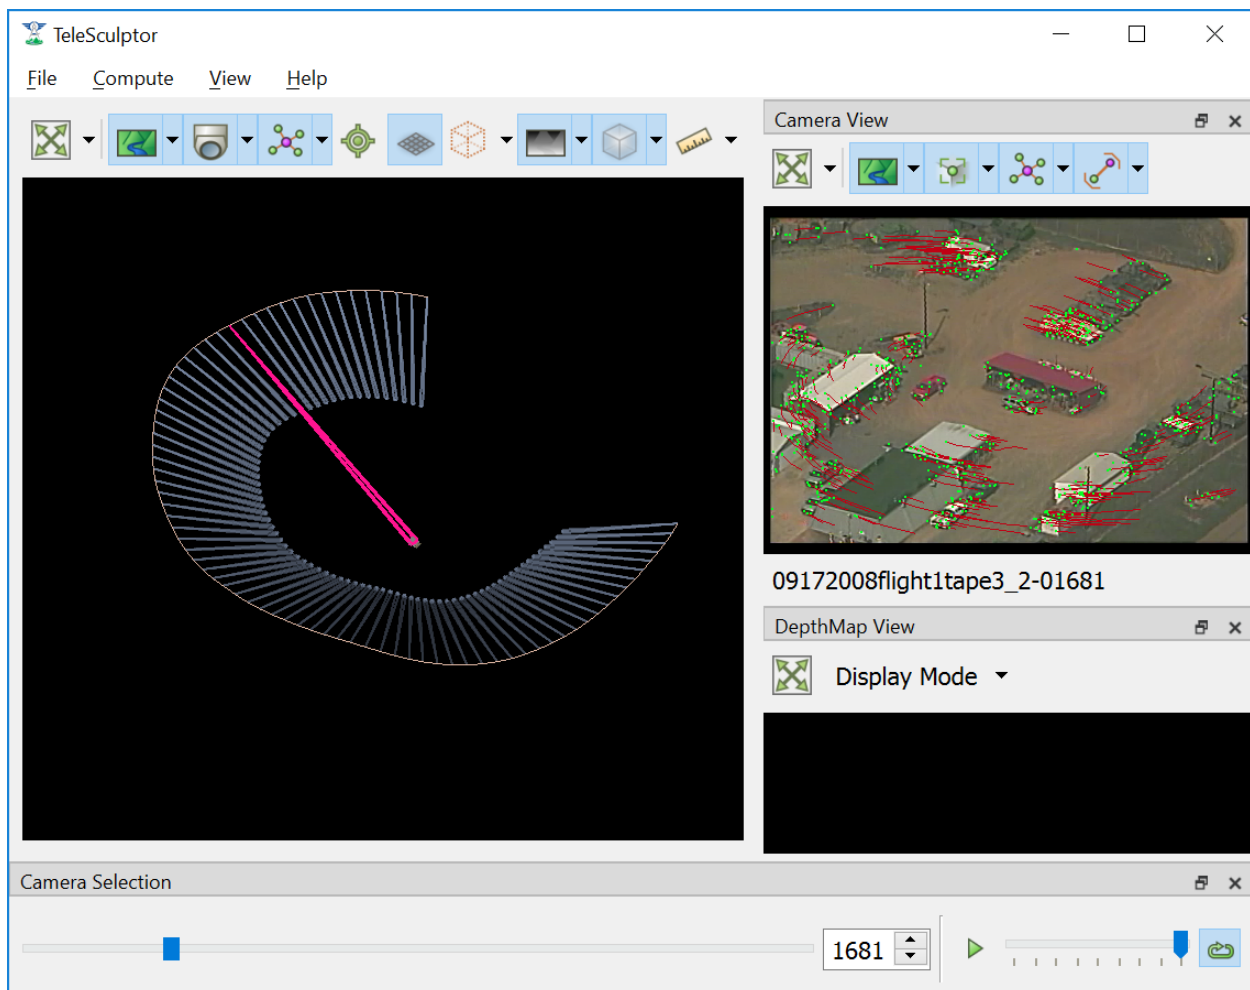 TeleSculptor
File Compute View Help
Camera View
09172008flight1tape3_2-01681
DepthMap View
Display Mode
Camera Selection
1681